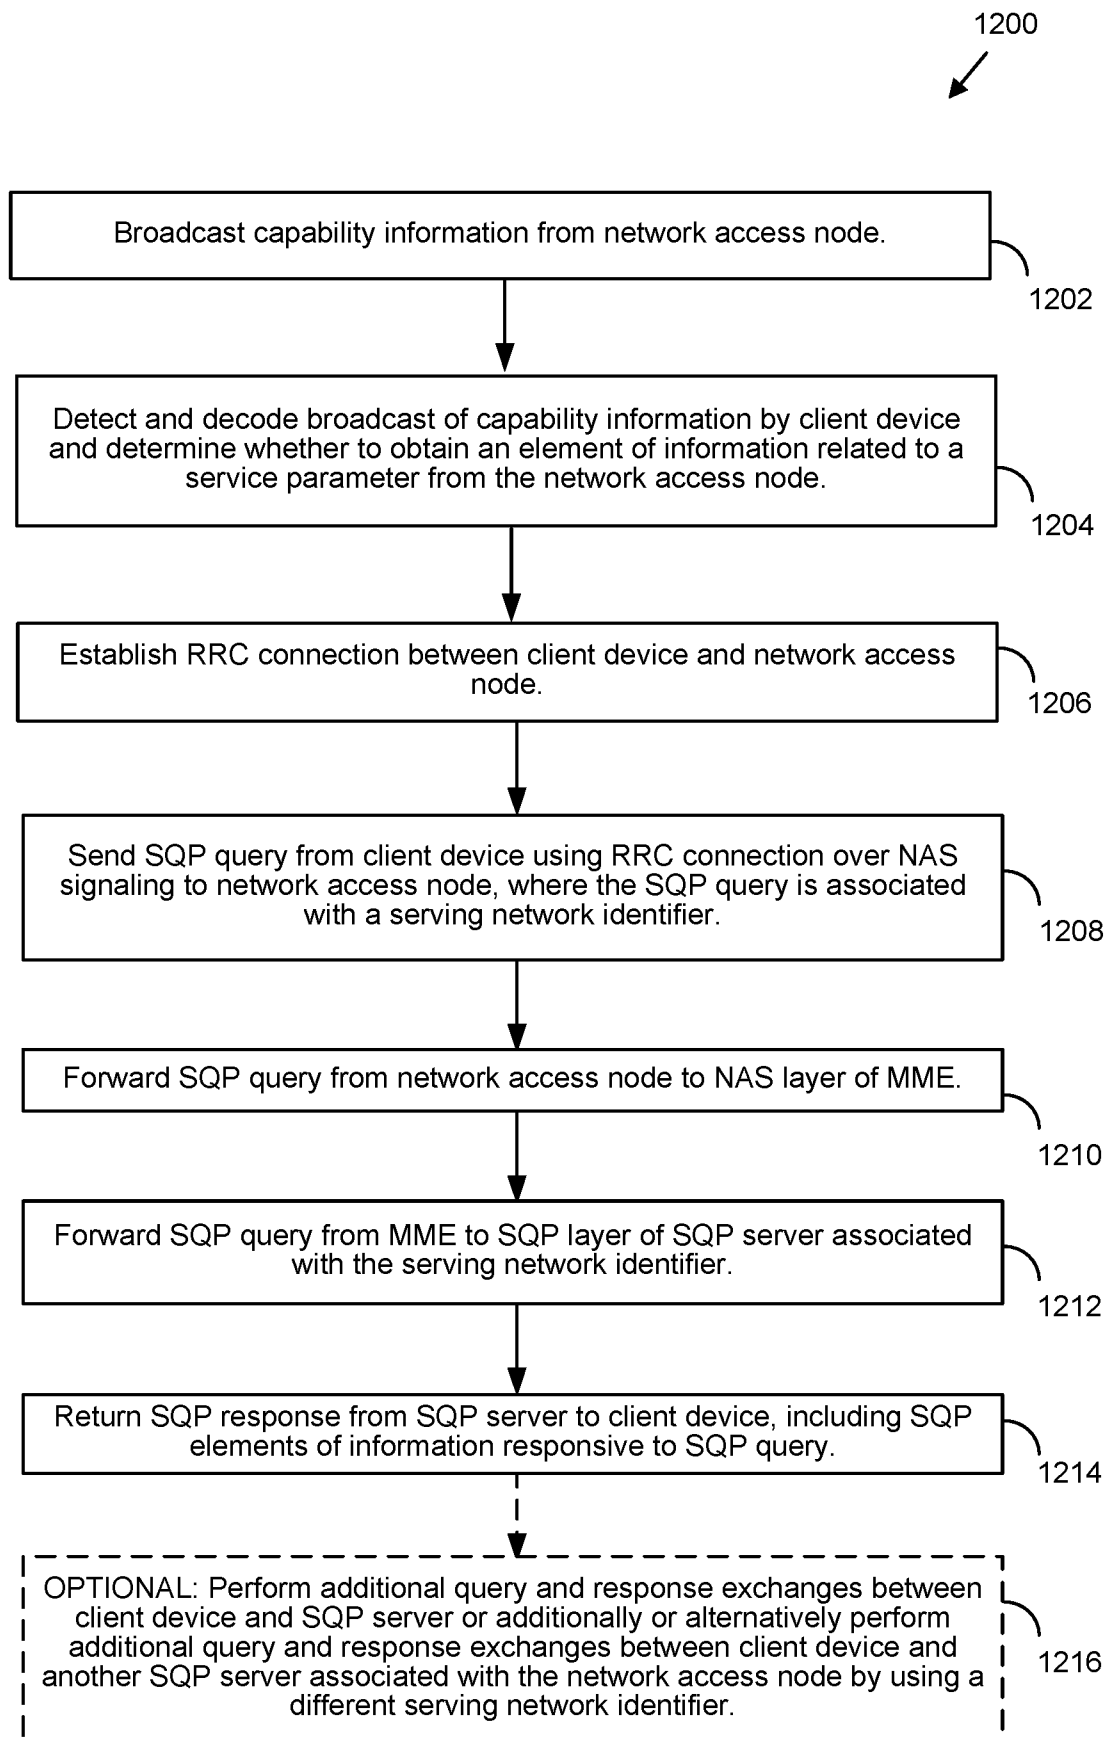 1200
Broadcast capability information from network access node.
1202
Detect and decode broadcast of capability information by client device
and determine whether to obtain an element of information related to a
service parameter from the network access node.
1204
Establish RRC connection between client device and network access
node.
1206
Send SQP query from client device using RRC connection over NAS
signaling to network access node, where the SQP query is associated
with a serving network identifier.
1208
Forward SQP query from network access node to NAS layer of MME.
1210
Forward SQP query from MME to SQP layer of SQP server associated
with the serving network identifier.
1212
Return SQP response from SQP server to client device, including SQP
elements of information responsive to SQP query.
1214
OPTIONAL: Perform additional query and response exchanges between
client device and SQP server or additionally or alternatively perform
additional query and response exchanges between client device and
another SQP server associated with the network access node by using a
different serving network identifier.
1216